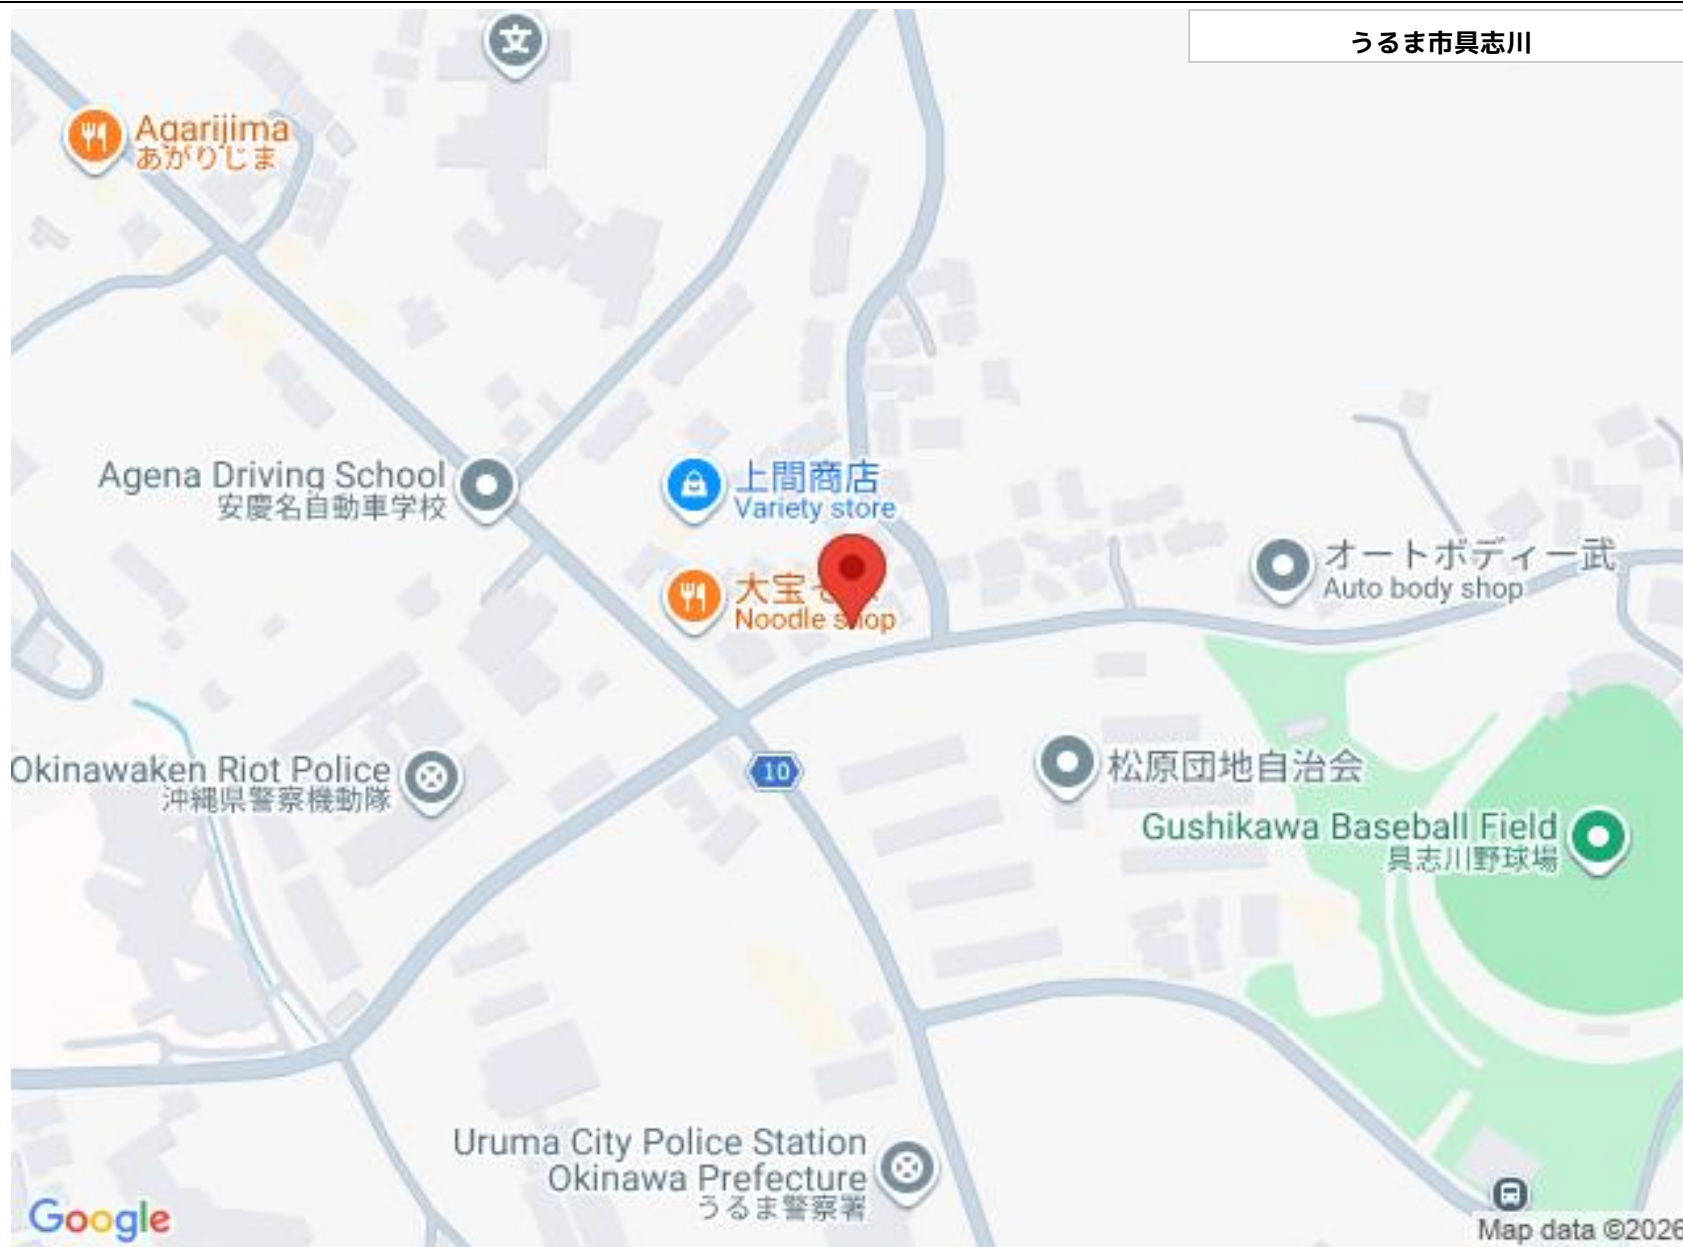 うるま市具志川
文
Agarijima
あがりじま
Agena Driving School
安慶名自動車学校
上間商店
Variety store
大宝
Noodle shop
オートボディー武
Auto body shop
Okinawaken Riot Police
沖縄県警察機動隊
10
松原団地自治会
Gushikawa Baseball Field
具志川野球場
Uruma City Police Station
Okinawa Prefecture
うるま警察署
Google
Map data ©2026